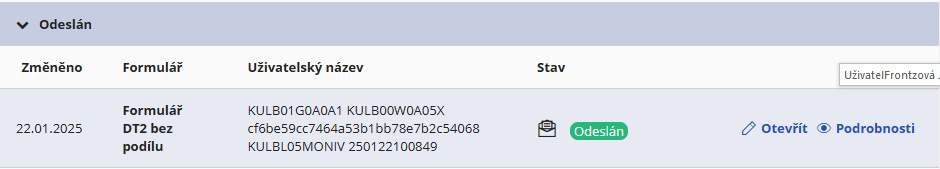 Odeslán
Změněno Formulář Uživatelský název Stav
UživatelFrontzová
22.01.2025
Formulář
DT2 bez
podílu
KULB01G0A0A1 KULB00W0A05X
cf6be59cc7464a53b1bb78e7b2c54068
KULBL05MONIV 250122100849
Odeslán
Otevřít Podrobnosti